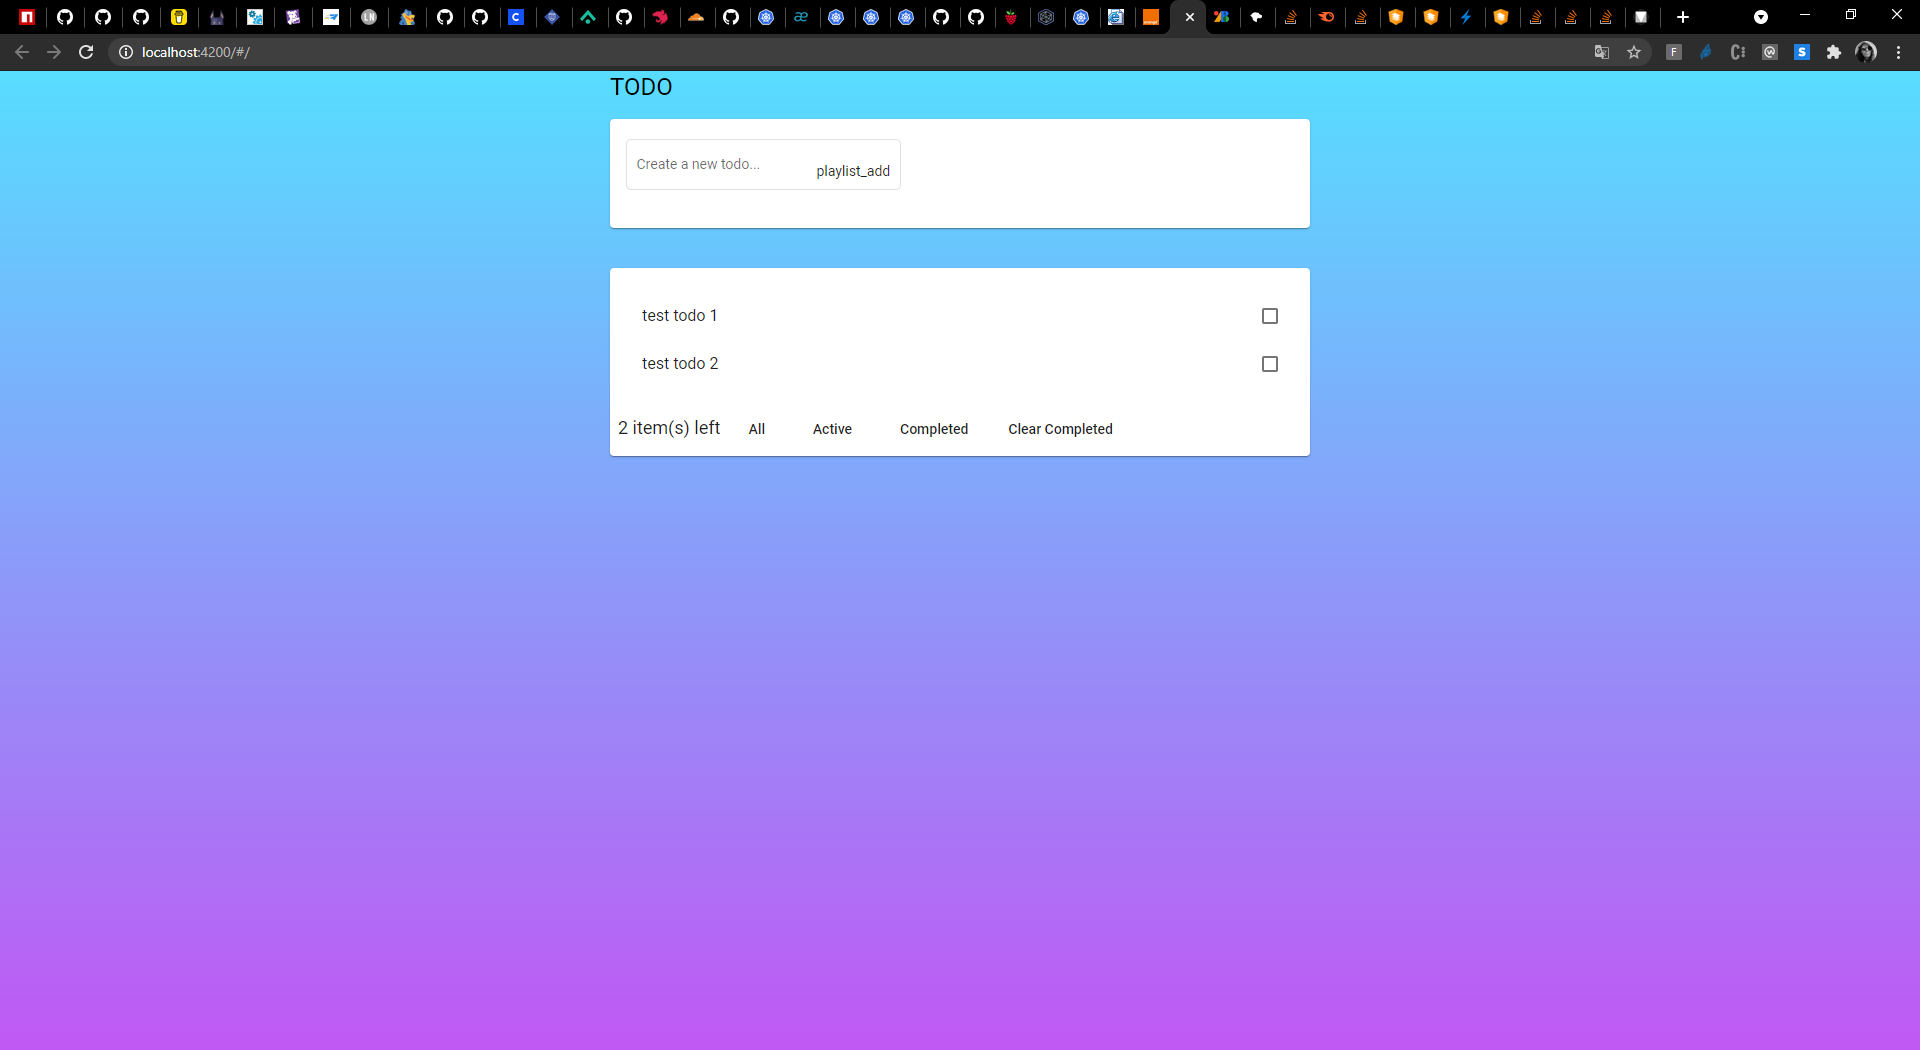 localhost:4200/#/
TODO
Create a new todo...
playlist_add
test todo 1
test todo 2
2 item(s) left All Active Completed Clear Completed